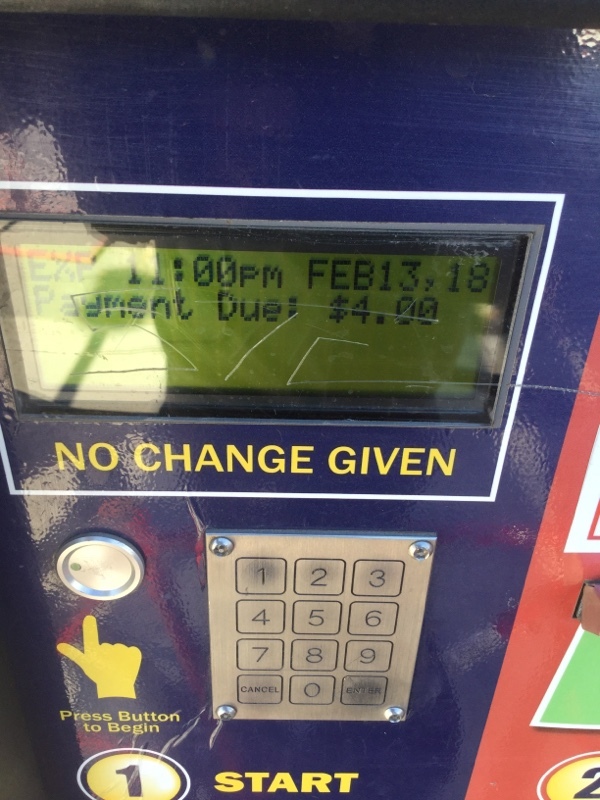 EXP 11:00pm FEB13,18
Payment Due: $4.00
NO CHANGE GIVEN
1 2 3
4 5 6
7 8 9
CANCEL 0 ENTER
Press Button
to Begin
1 START
2